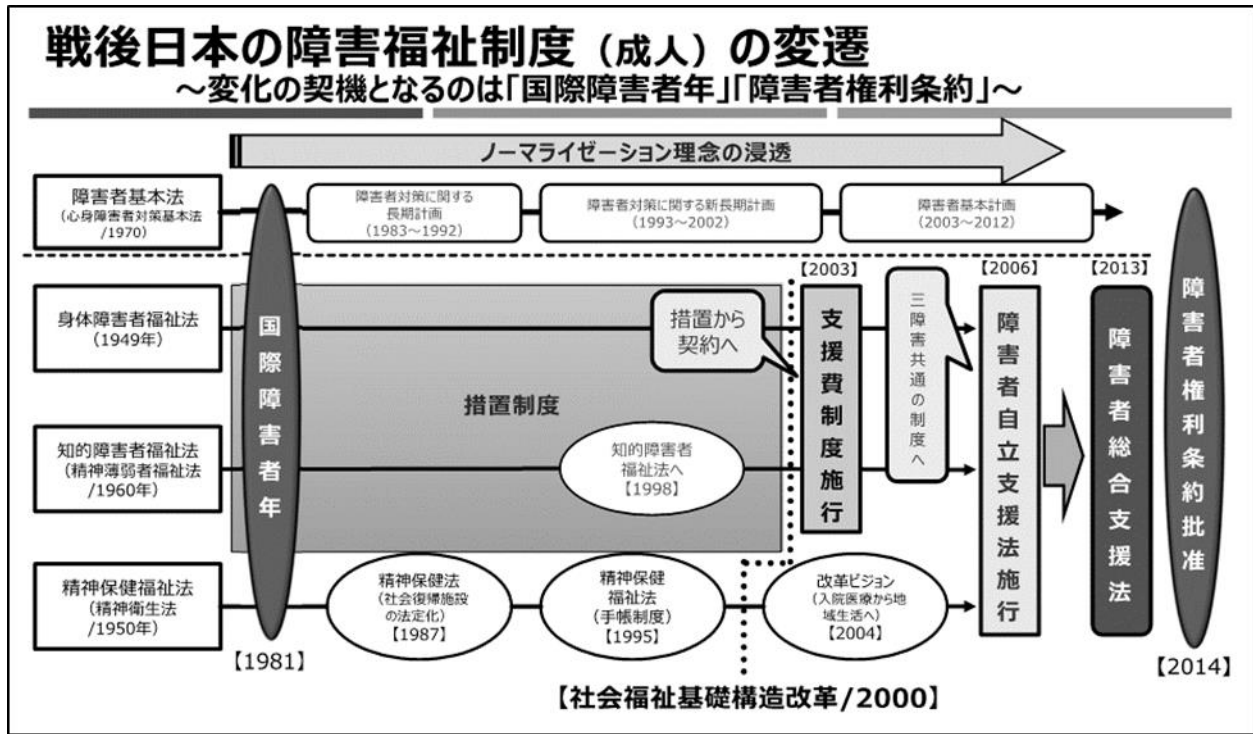 戦後日本の障害福祉制度（成人）の変遷
～変化の契機となるのは「国際障害者年」「障害者権利条約」～
ノーマライゼーション理念の浸透
障害者基本法
（心身障害者対策基本法
/1970）
障害者対策に関する
長期計画
（1983～1992）
障害者対策に関する新長期計画
（1993～2002）
障害者基本計画
（2003～2012）
【2003】
【2006】
【2013】
身体障害者福祉法
（1949年）
国際障害者年
措置制度
措置から
契約へ
支援費制度施行
三障害共通の制度へ
障害者自立支援法施行
障害者総合支援法
障害者権利条約批准
知的障害者福祉法
（精神薄弱者福祉法
/1960年）
知的障害者
福祉法へ
【1998】
精神保健福祉法
（精神衛生法
/1950年）
精神保健法
（社会復帰施設
の法定化）
【1987】
精神保健
福祉法
（手帳制度）
【1995】
改革ビジョン
（入院医療から地
域生活へ）
【2004】
【1981】
【2014】
【社会福祉基礎構造改革/2000】